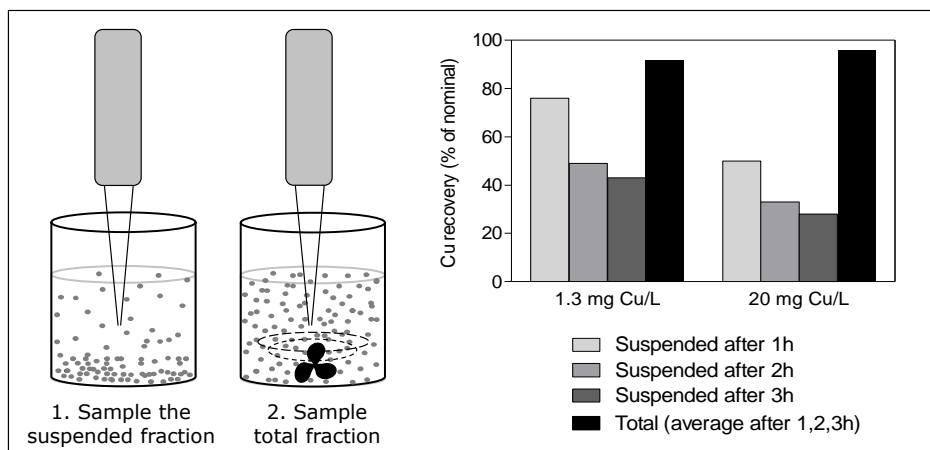 1. Sample the
suspended fraction
2. Sample
total fraction
Cu recovery (% of nominal)
100
80
60
40
20
0
1.3 mg Cu/L
20 mg Cu/L
Suspended after 1h
Suspended after 2h
Suspended after 3h
Total (average after 1,2,3h)